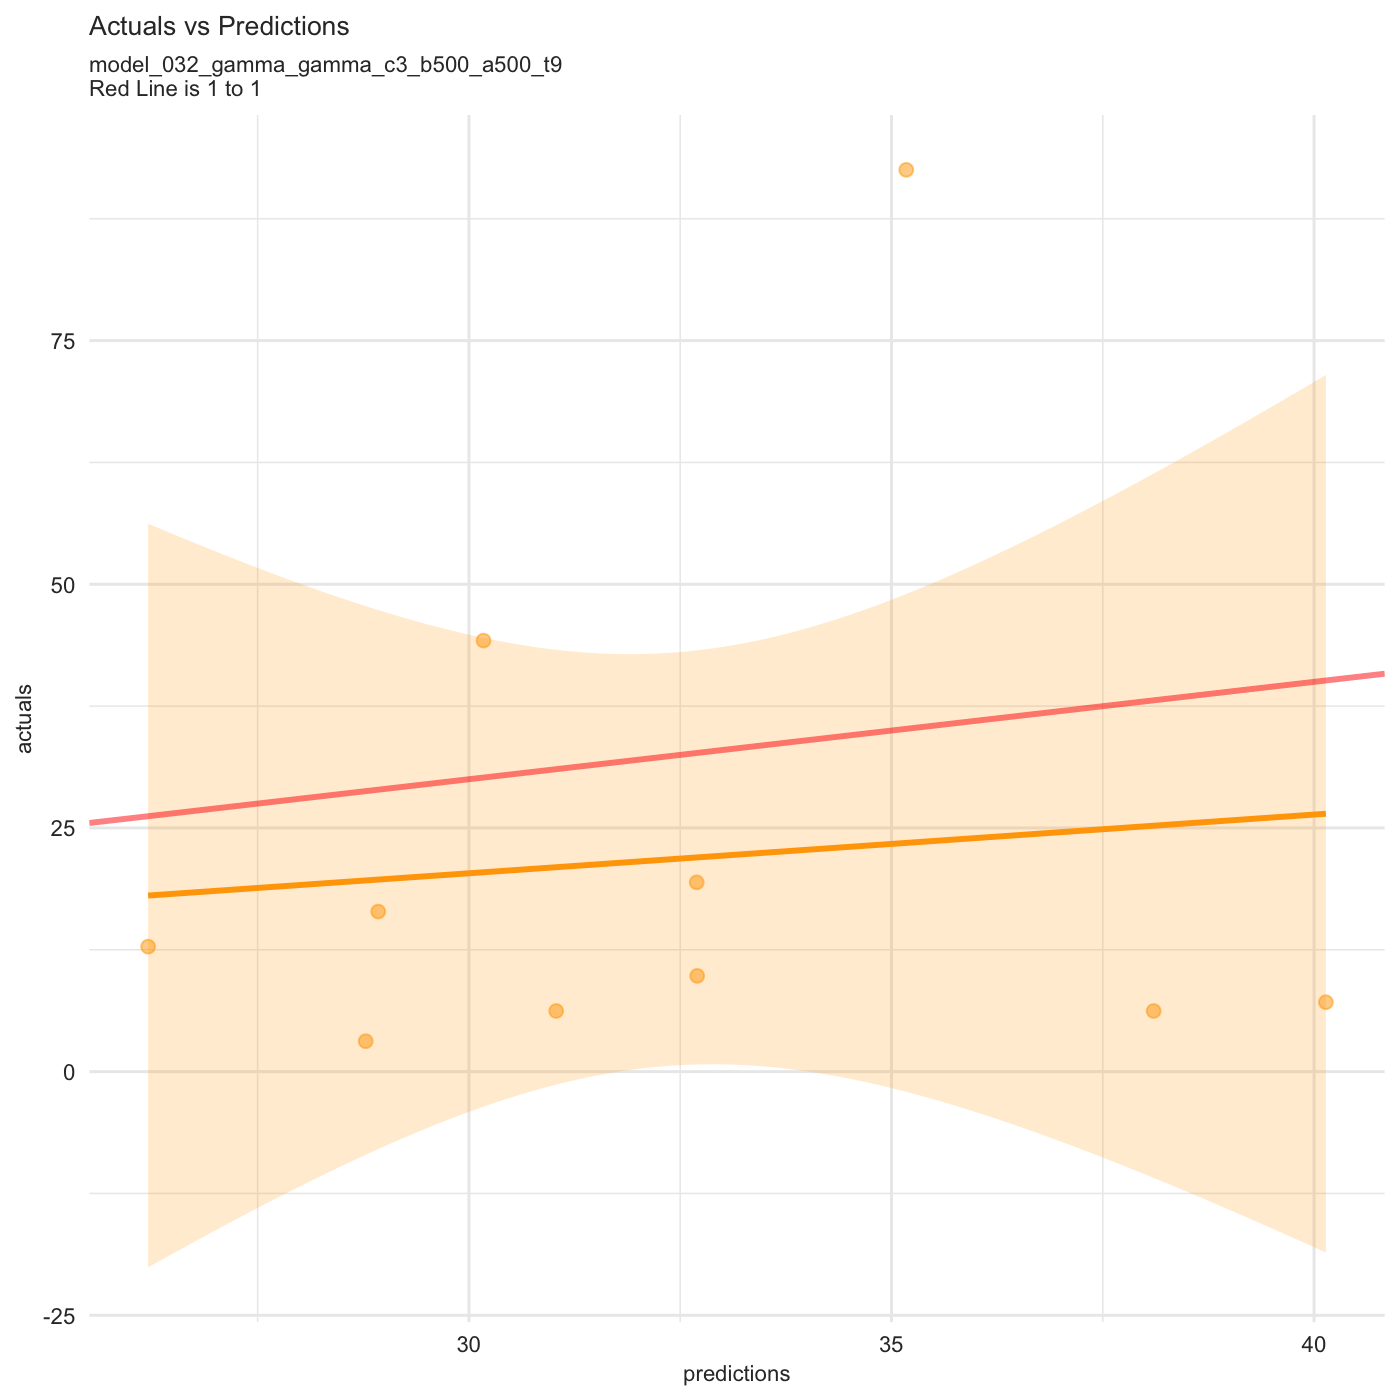 Actuals vs Predictions
model_032_gamma_gamma_c3_b500_a500_t9
Red Line is 1 to 1
actuals
75
50
25
0
-25
30
35
40
predictions